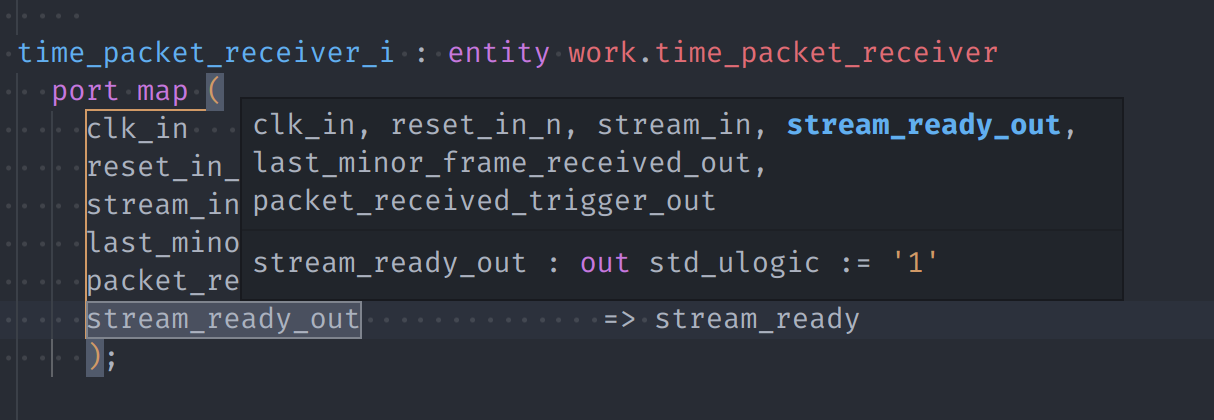 time_packet_receiver_i : entity work.time_packet_receiver
port map (
clk_in
reset_in_
stream_in
last_mino
packet_re
stream_ready_out => stream_ready
);
clk_in, reset_in_n, stream_in, stream_ready_out,
last_minor_frame_received_out,
packet_received_trigger_out
stream_ready_out : out std_ulogic := '1'